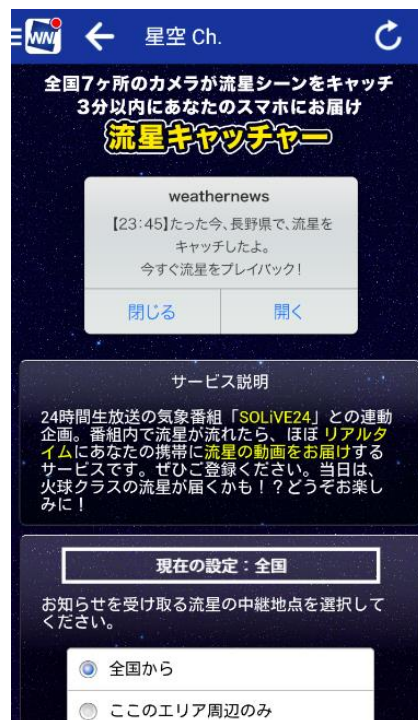 WNI
星空 Ch.
全国7ヶ所のカメラが流星シーンをキャッチ
3分以内にあなたのスマホにお届け
流星キャッチャー
weathernews
【23:45】たった今、長野県で、流星を
キャッチしたよ。
今すぐ流星をプレイバック!
閉じる 開く
サービス説明
24時間生放送の気象番組「SOLiVE24」との連動
企画。番組内で流星が流れたら、ほぼ リアルタ
イムにあなたの携帯に流星の動画をお届けする
サービスです。ぜひご登録ください。当日は、
火球クラスの流星が届くかも!?どうぞお楽し
みに!
現在の設定:全国
お知らせを受け取る流星の中継地点を選択して
ください。
全国から
ここのエリア周辺のみ